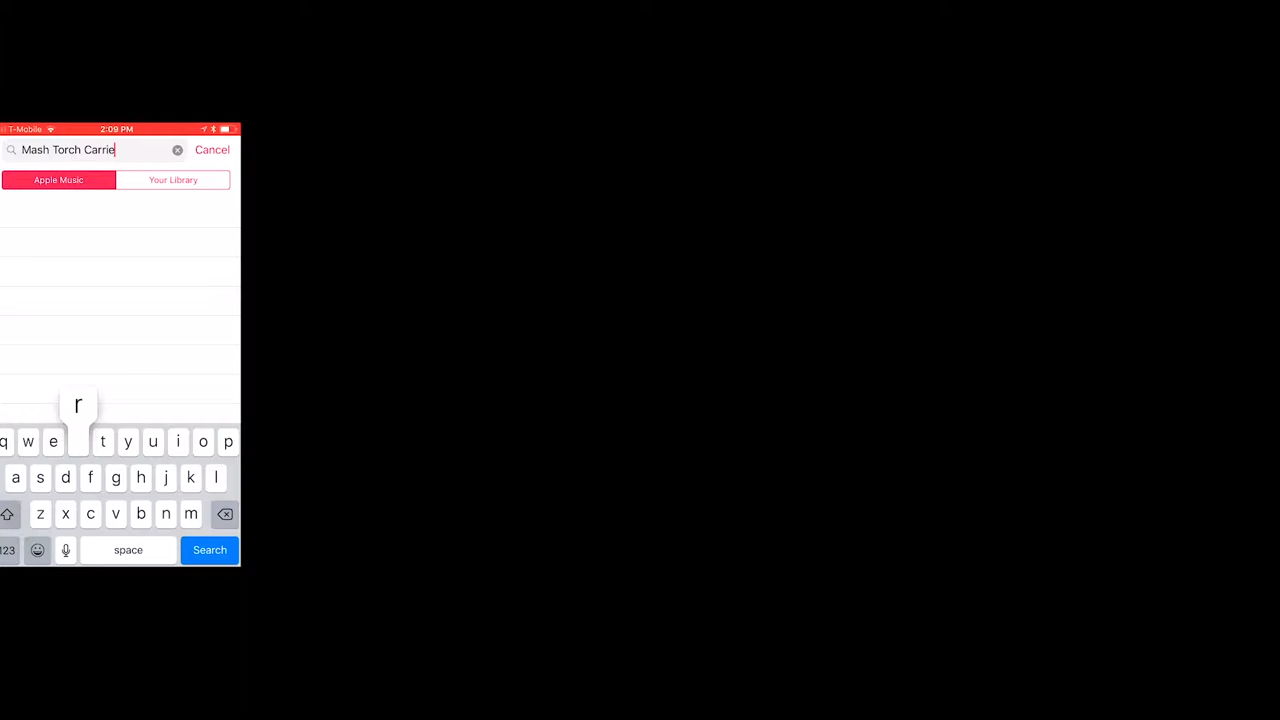 T-Mobile 2:09 PM
Mash Torch Carrie Cancel
Apple Music Your Library
r
q w e t y u i o p
a s d f g h j k l
z x c v b n m
123 space Search